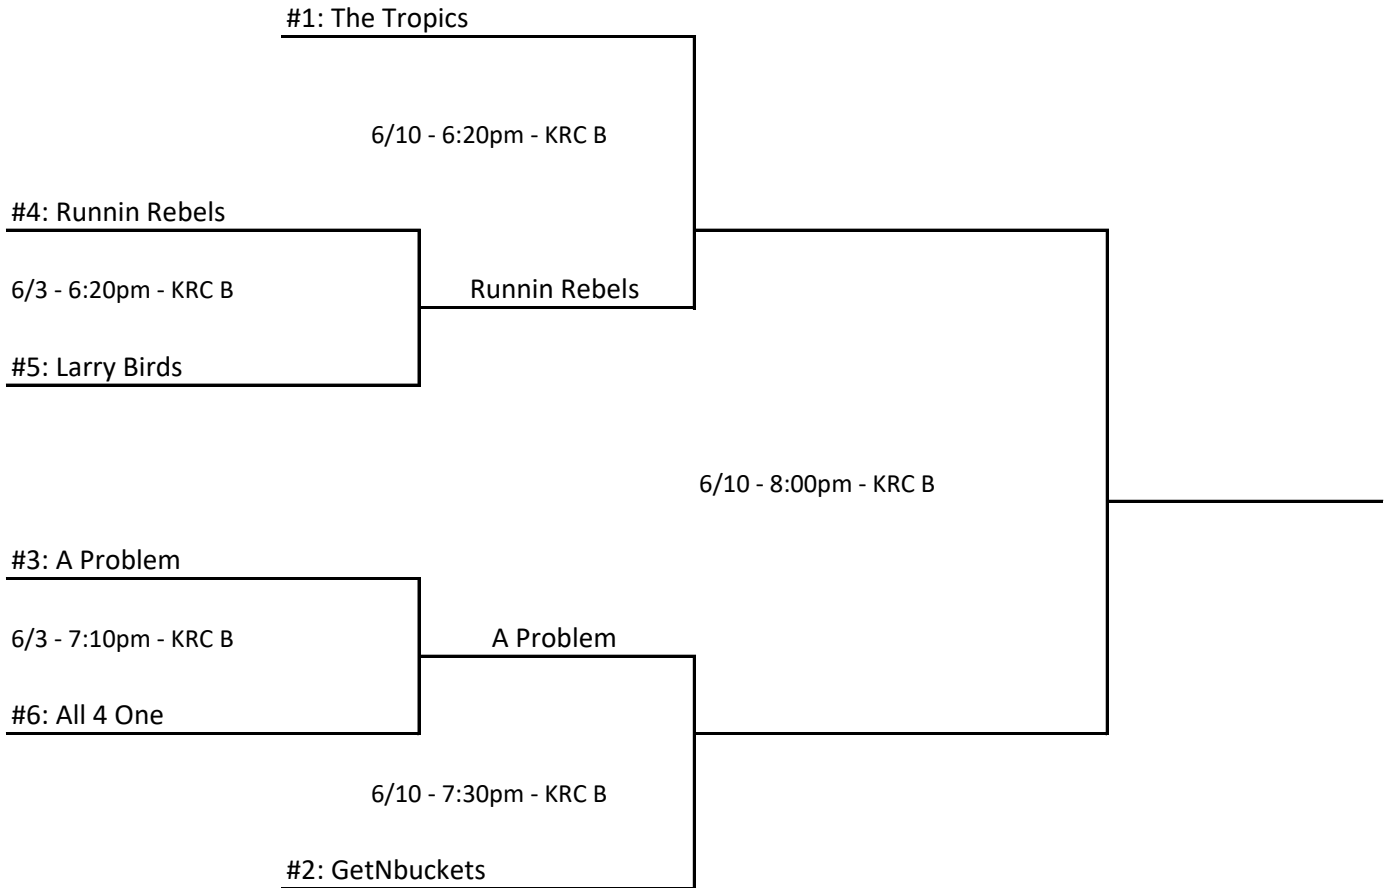 #1: The Tropics
6/10 - 6:20pm - KRC B
#4: Runnin Rebels
6/3 - 6:20pm - KRC B
Runnin Rebels
#5: Larry Birds
6/10 - 8:00pm - KRC B
#3: A Problem
6/3 - 7:10pm - KRC B
A Problem
#6: All 4 One
6/10 - 7:30pm - KRC B
#2: GetNbuckets